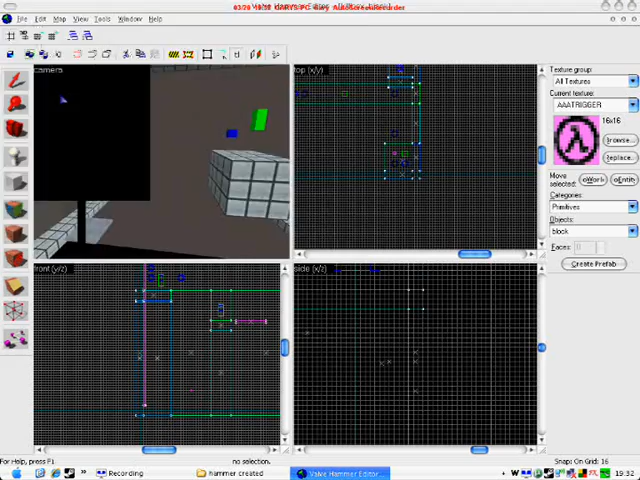 File Edit Map View Tools Window Help
camera
top (x/y)
front (y/z)
side (x/z)
Texture group:
All Textures
Current texture:
AAATRIGGER
16x16
Browse...
Replace...
Move
selected:
toWorld
toEntity
Categories:
Primitives
Objects:
block
Faces: 0
Create Prefab
For Help, press F1
no selection.
Snap: On Grid: 16
Recording
hammer created
Valve Hammer Editor ...
19:32